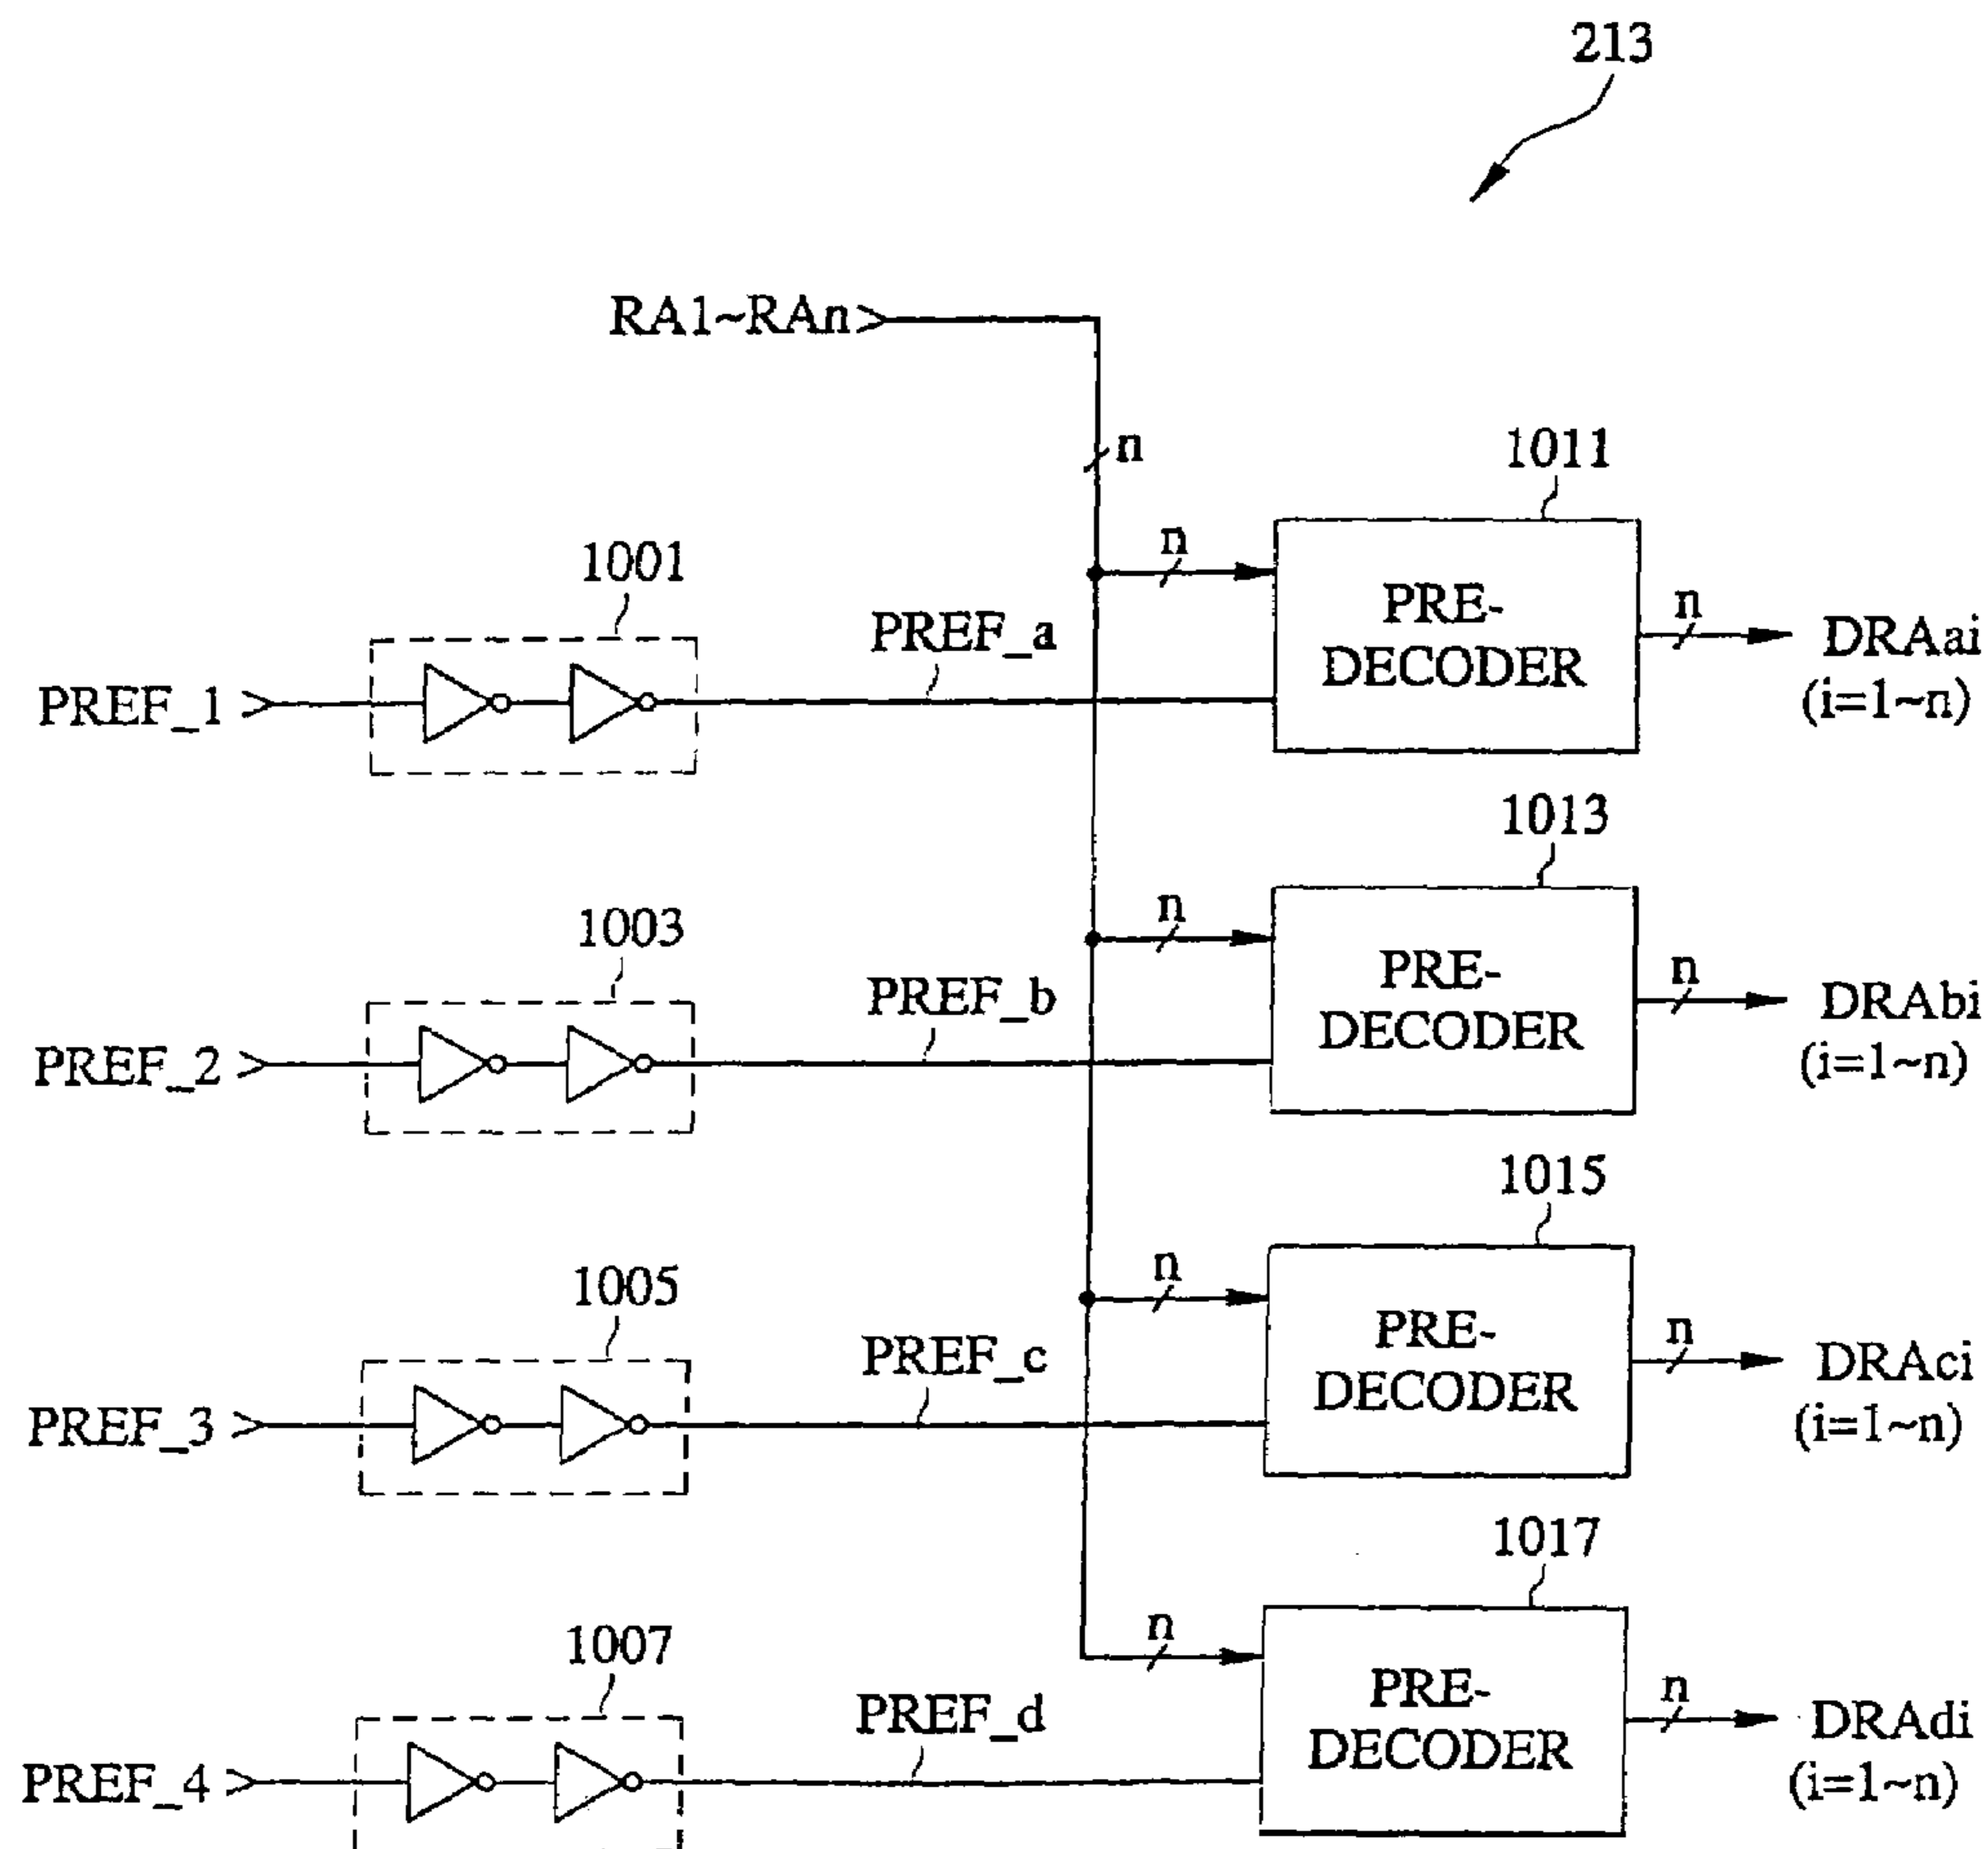 213
RA1~RAn
n
1011
n
1001
PREF_a
PRE-
DECODER
n
DRAai
(i=1~n)
PREF_1
1013
n
1003
PREF_b
PRE-
DECODER
n
DRAbi
(i=1~n)
PREF_2
1015
n
1005
PREF_c
PRE-
DECODER
n
DRAci
(i=1~n)
PREF_3
1017
n
1007
PREF_d
PRE-
DECODER
n
DRAdi
(i=1~n)
PREF_4